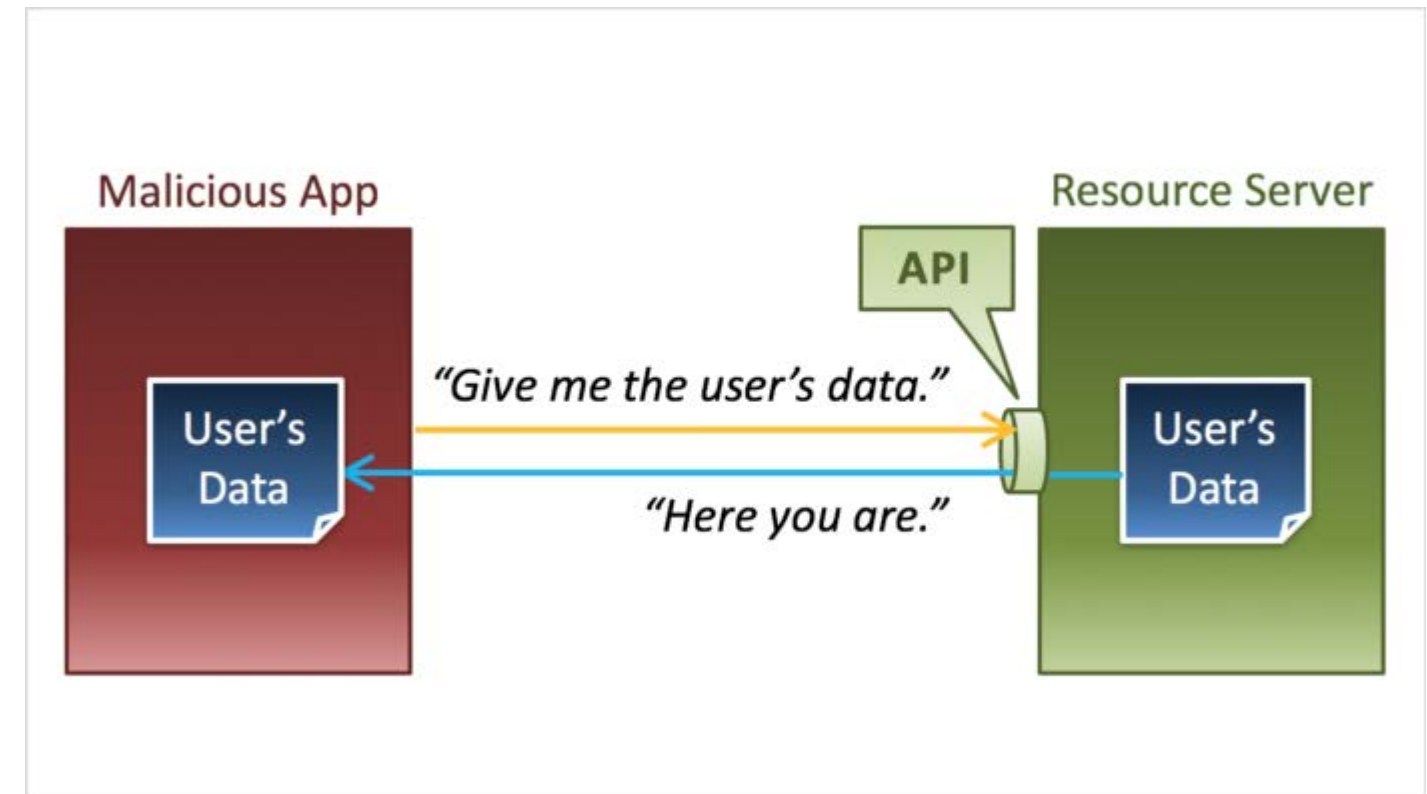 Malicious App
Resource Server
API
“Give me the user’s data.”
User’s
Data
User’s
Data
“Here you are.”